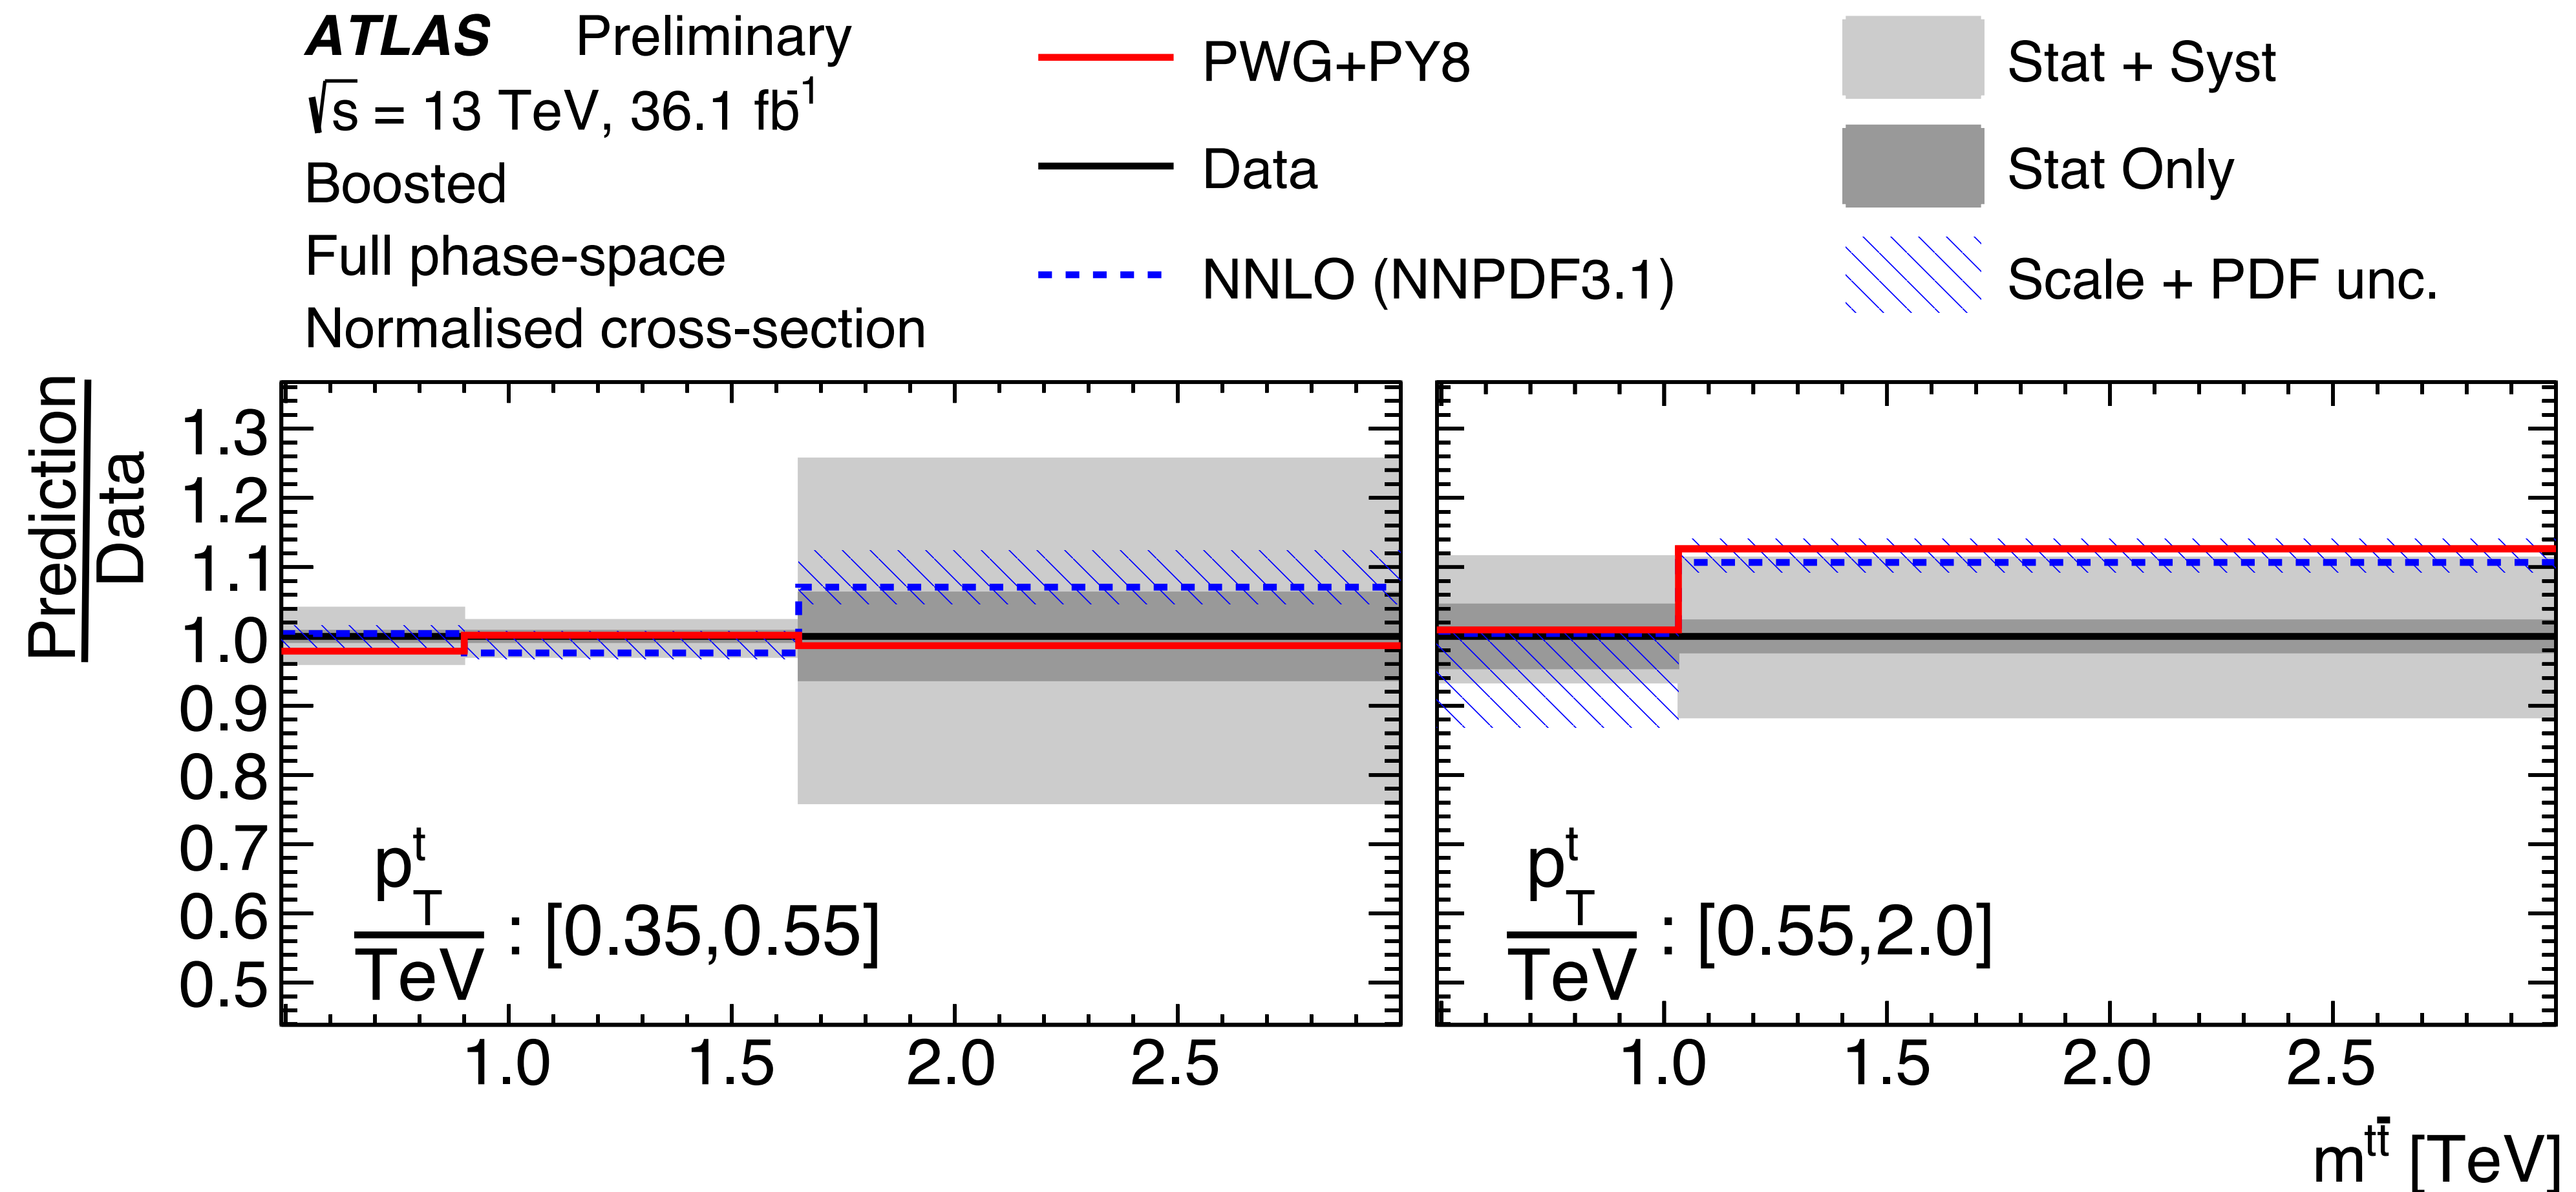 ATLAS Preliminary
√s = 13 TeV, 36.1 fb⁻¹
Boosted
Full phase-space
Normalised cross-section
PWG+PY8
Data
NNLO (NNPDF3.1)
Stat + Syst
Stat Only
Scale + PDF unc.
Prediction
Data
1.3
1.2
1.1
1.0
0.9
0.8
0.7
0.6
0.5
p_T^t / TeV : [0.35,0.55]
p_T^t / TeV : [0.55,2.0]
1.0 1.5 2.0 2.5
1.0 1.5 2.0 2.5
m^{tt̄} [TeV]